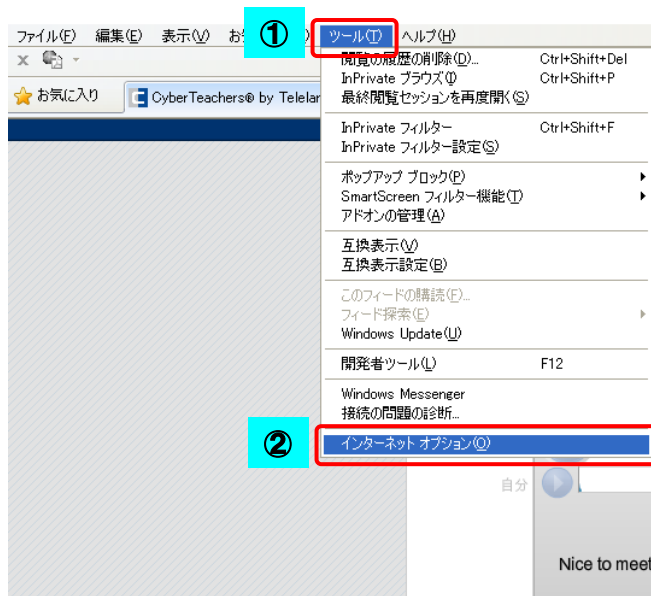 ファイル(F) 編集(E) 表示(V) お ① ) ツール(T) ヘルプ(H)
お気に入り CyberTeachers® by Telelar
閲覧の履歴の削除(D)... Ctrl+Shift+Del
InPrivate ブラウズ(I) Ctrl+Shift+P
最終閲覧セッションを再度開く(S)
InPrivate フィルター Ctrl+Shift+F
InPrivate フィルター設定(S)
ポップアップ ブロック(P)
SmartScreen フィルター機能(T)
アドオンの管理(A)
互換表示(V)
互換表示設定(B)
このフィードの購読(F)...
フィード探索(E)
Windows Update(U)
開発者ツール(L) F12
Windows Messenger
接続の問題の診断...
② インターネット オプション(O)
自分
Nice to meet